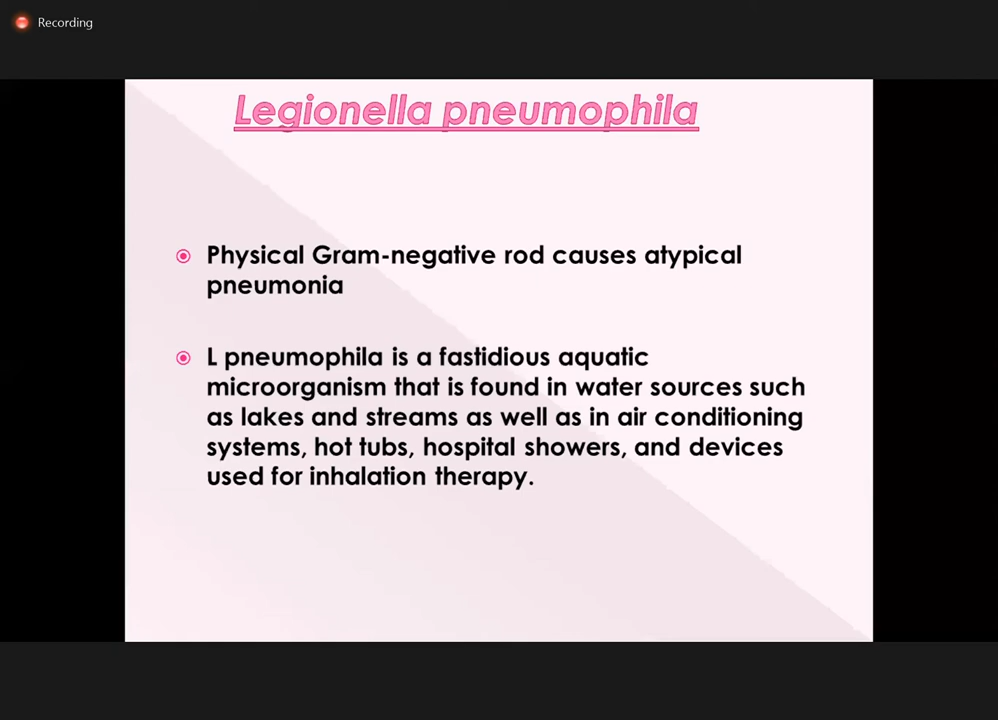 Recording
Legionella pneumophila
Physical Gram-negative rod causes atypical
pneumonia
L pneumophila is a fastidious aquatic
microorganism that is found in water sources such
as lakes and streams as well as in air conditioning
systems, hot tubs, hospital showers, and devices
used for inhalation therapy.